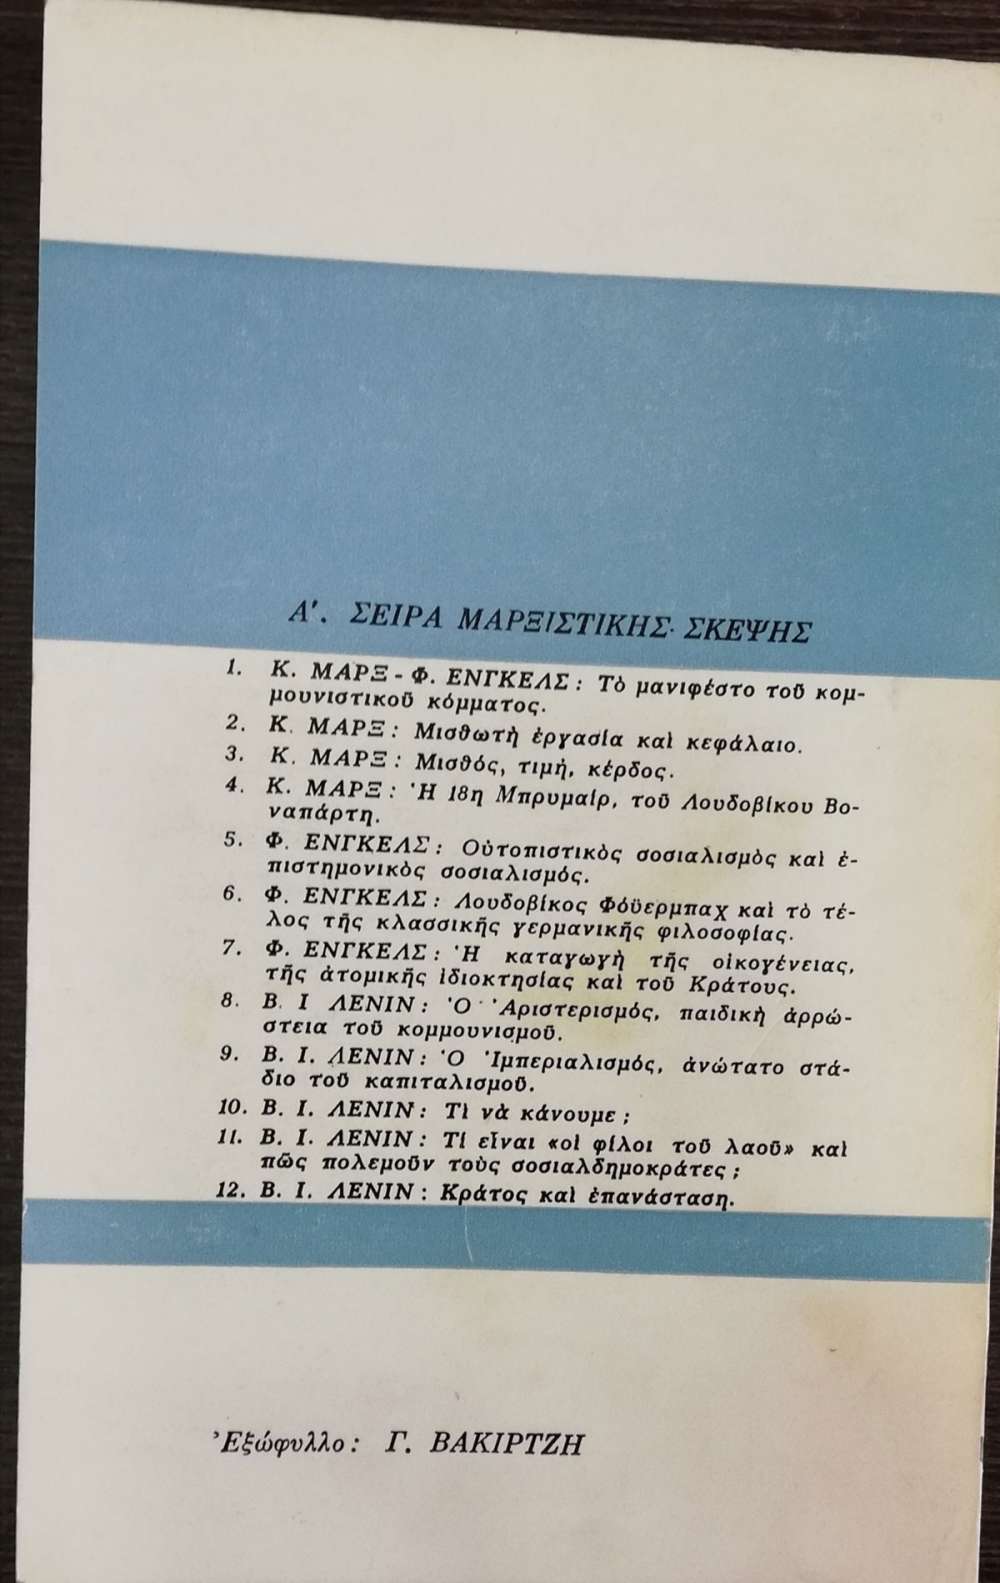 Α'. ΣΕΙΡΑ ΜΑΡΞΙΣΤΙΚΗΣ· ΣΚΕΨΗΣ
1. Κ. ΜΑΡΞ - Φ. ΕΝΓΚΕΛΣ : Τὸ μανιφέστο τοῦ κομ-
μουνιστικοῦ κόμματος.
2. Κ. ΜΑΡΞ : Μισθωτὴ ἐργασία καὶ κεφάλαιο.
3. Κ. ΜΑΡΞ : Μισθός, τιμὴ, κέρδος.
4. Κ. ΜΑΡΞ : Ἡ 18η Μπρυμαίρ, τοῦ Λουδοβίκου Βο-
ναπάρτη.
5. Φ. ΕΝΓΚΕΛΣ : Οὐτοπιστικὸς σοσιαλισμὸς καὶ ἐ-
πιστημονικὸς σοσιαλισμός.
6. Φ. ΕΝΓΚΕΛΣ : Λουδοβίκος Φόϋερμπαχ καὶ τὸ τέ-
λος τῆς κλασσικῆς γερμανικῆς φιλοσοφίας.
7. Φ. ΕΝΓΚΕΛΣ : Ἡ καταγωγὴ τῆς οἰκογένειας,
τῆς ἀτομικῆς ἰδιοκτησίας καὶ τοῦ Κράτους.
8. Β. Ι ΛΕΝΙΝ : Ὁ Ἀριστερισμός, παιδικὴ ἀρρώ-
στεια τοῦ κομμουνισμοῦ.
9. Β. Ι. ΛΕΝΙΝ : Ὁ Ἰμπεριαλισμός, ἀνώτατο στά-
διο τοῦ καπιταλισμοῦ.
10. Β. Ι. ΛΕΝΙΝ : Τὶ νὰ κάνουμε ;
11. Β. Ι. ΛΕΝΙΝ : Τί εἶναι «οἱ φίλοι τοῦ λαοῦ» καὶ
πῶς πολεμοῦν τοὺς σοσιαλδημοκράτες ;
12. Β. Ι. ΛΕΝΙΝ : Κράτος καὶ ἐπανάσταση.
Ἐξώφυλλο : Γ. ΒΑΚΙΡΤΖΗ